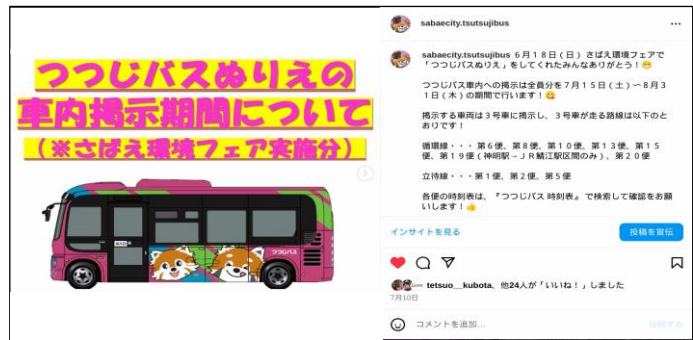 つつじバスぬりえの
車内掲示期間について
(※さばえ環境フェア実施分)
つつじバス
sabaecity.tsutsujibus
sabaecity.tsutsujibus 6月18日(日) さばえ環境フェアで
「つつじバスぬりえ」をしてくれたみんなありがとう!😁
つつじバス車内への掲示は全員分を7月15日(土)〜8月3
1日(木)の期間で行います!😋
掲示する車両は3号車に掲示し、3号車が走る路線は以下のと
おりです!
循環線・・・第6便、第8便、第10便、第13便、第15
便、第19便(神明駅→JR鯖江駅区間のみ)、第20便
立待線・・・第1便、第2便、第5便
各便の時刻表は、『つつじバス 時刻表』で検索して確認をお願
いします!👍
インサイトを見る
投稿を宣伝
tetsuo__kubota、他24人が「いいね!」しました
7月10日
コメントを追加...
投稿する